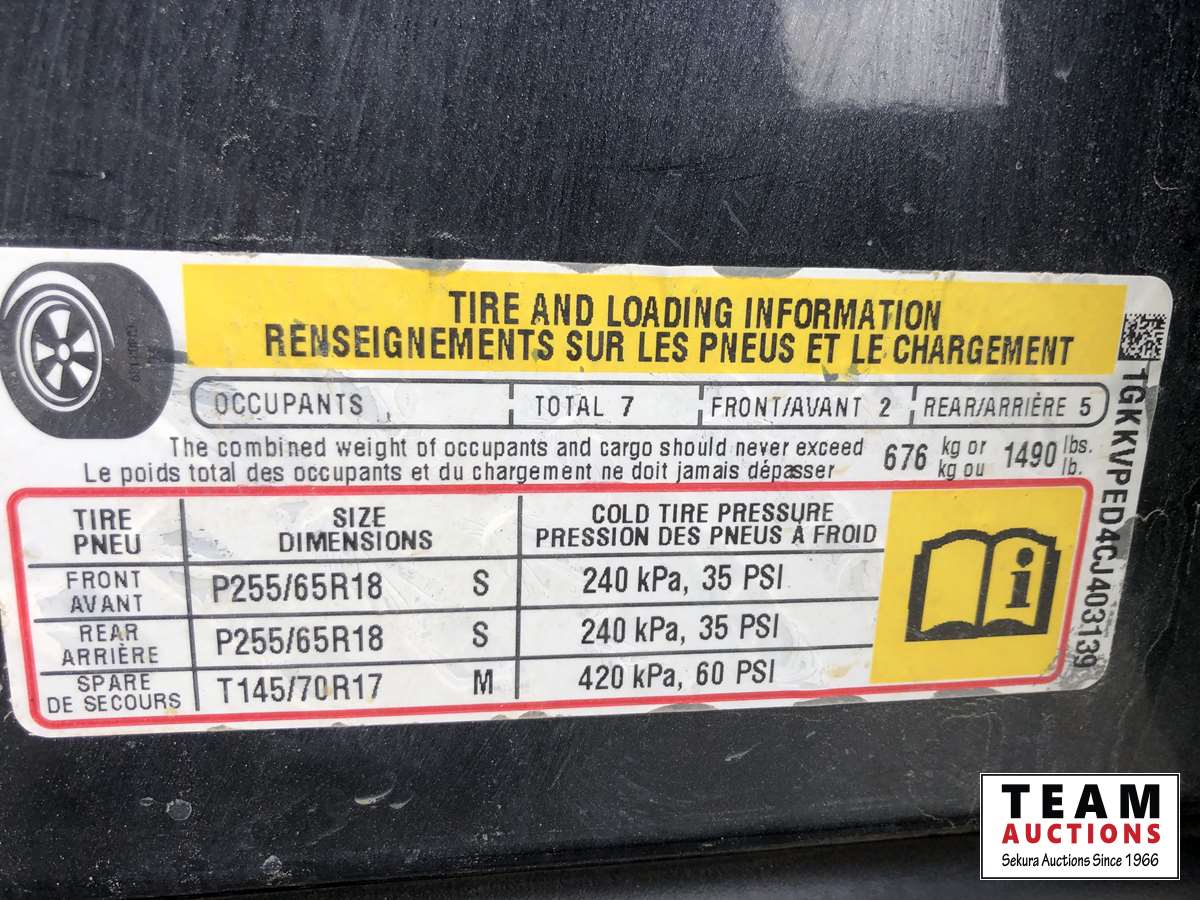 TIRE AND LOADING INFORMATION
RENSEIGNEMENTS SUR LES PNEUS ET LE CHARGEMENT
OCCUPANTS TOTAL 7 FRONT/AVANT 2 REAR/ARRIÈRE 5
The combined weight of occupants and cargo should never exceed 676 kg or 1490 lbs.
Le poids total des occupants et du chargement ne doit jamais dépasser kg ou lb.
TIRE PNEU SIZE DIMENSIONS COLD TIRE PRESSURE PRESSION DES PNEUS À FROID
FRONT AVANT P255/65R18 S 240 kPa, 35 PSI
REAR ARRIÈRE P255/65R18 S 240 kPa, 35 PSI
SPARE DE SECOURS T145/70R17 M 420 kPa, 60 PSI
1GKKVPED4CJ403139
TEAM
AUCTIONS
Sekura Auctions Since 1966